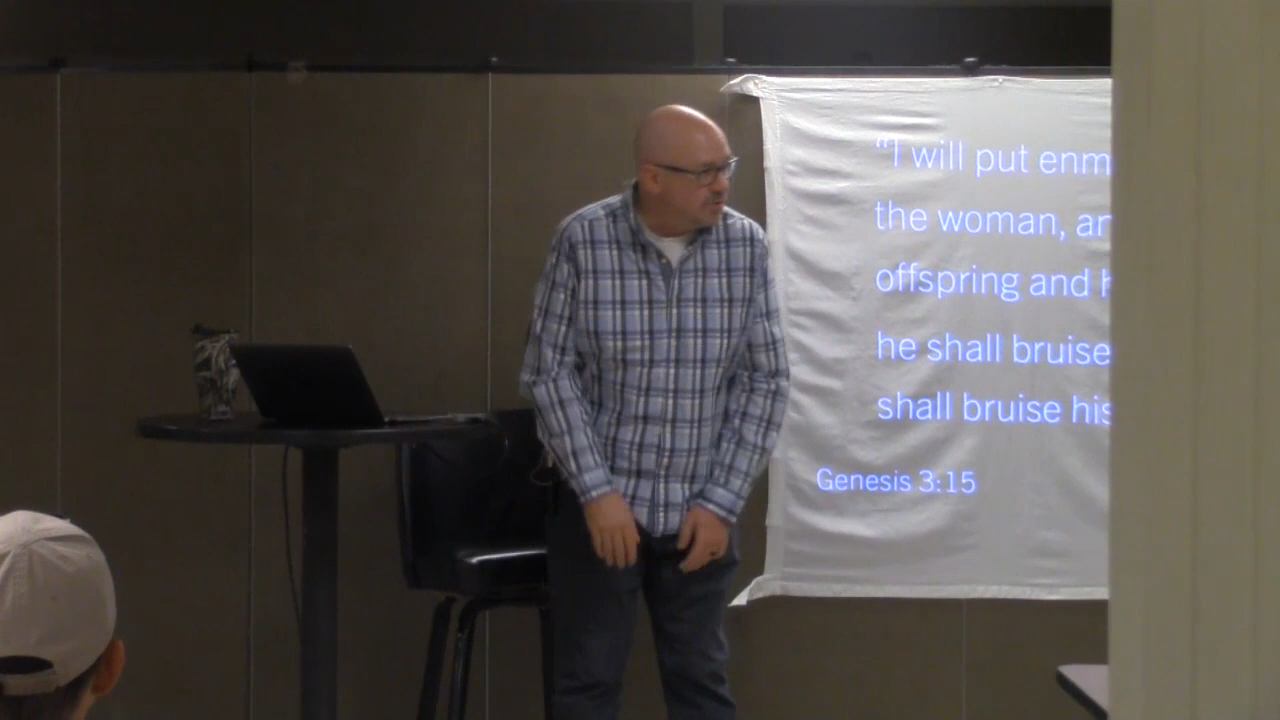 "I will put enm
the woman, an
offspring and h
he shall bruise
shall bruise his
Genesis 3:15